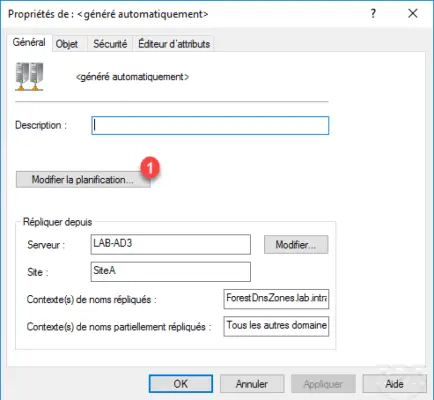 Propriétés de : <généré automatiquement>
? ×
Général Objet Sécurité Éditeur d'attributs
<généré automatiquement>
Description :
1
Modifier la planification...
Répliquer depuis
Serveur : LAB-AD3 Modifier...
Site : SiteA
Contexte(s) de noms répliqués : ForestDnsZones.lab.intra
Contexte(s) de noms partiellement répliqués : Tous les autres domaine
OK Annuler Appliquer Aide